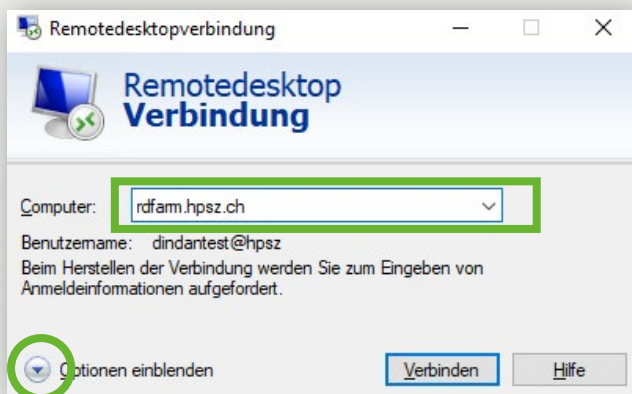 Remotedesktopverbindung
Remotedesktop
Verbindung
Computer: rdfarm.hpsz.ch
Benutzername: dindantest@hpsz
Beim Herstellen der Verbindung werden Sie zum Eingeben von
Anmeldeinformationen aufgefordert.
Optionen einblenden Verbinden Hilfe